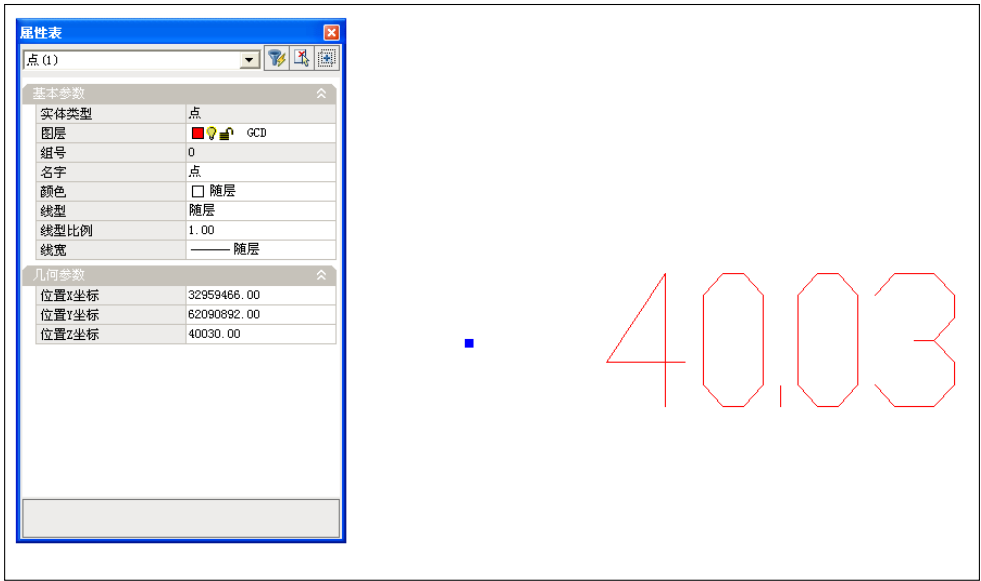 属性表
点(1)
基本参数
实体类型 点
图层 GCD
组号 0
名字 点
颜色 随层
线型 随层
线型比例 1.00
线宽 随层
几何参数
位置X坐标 32959466.00
位置Y坐标 62090892.00
位置Z坐标 40030.00
40.03